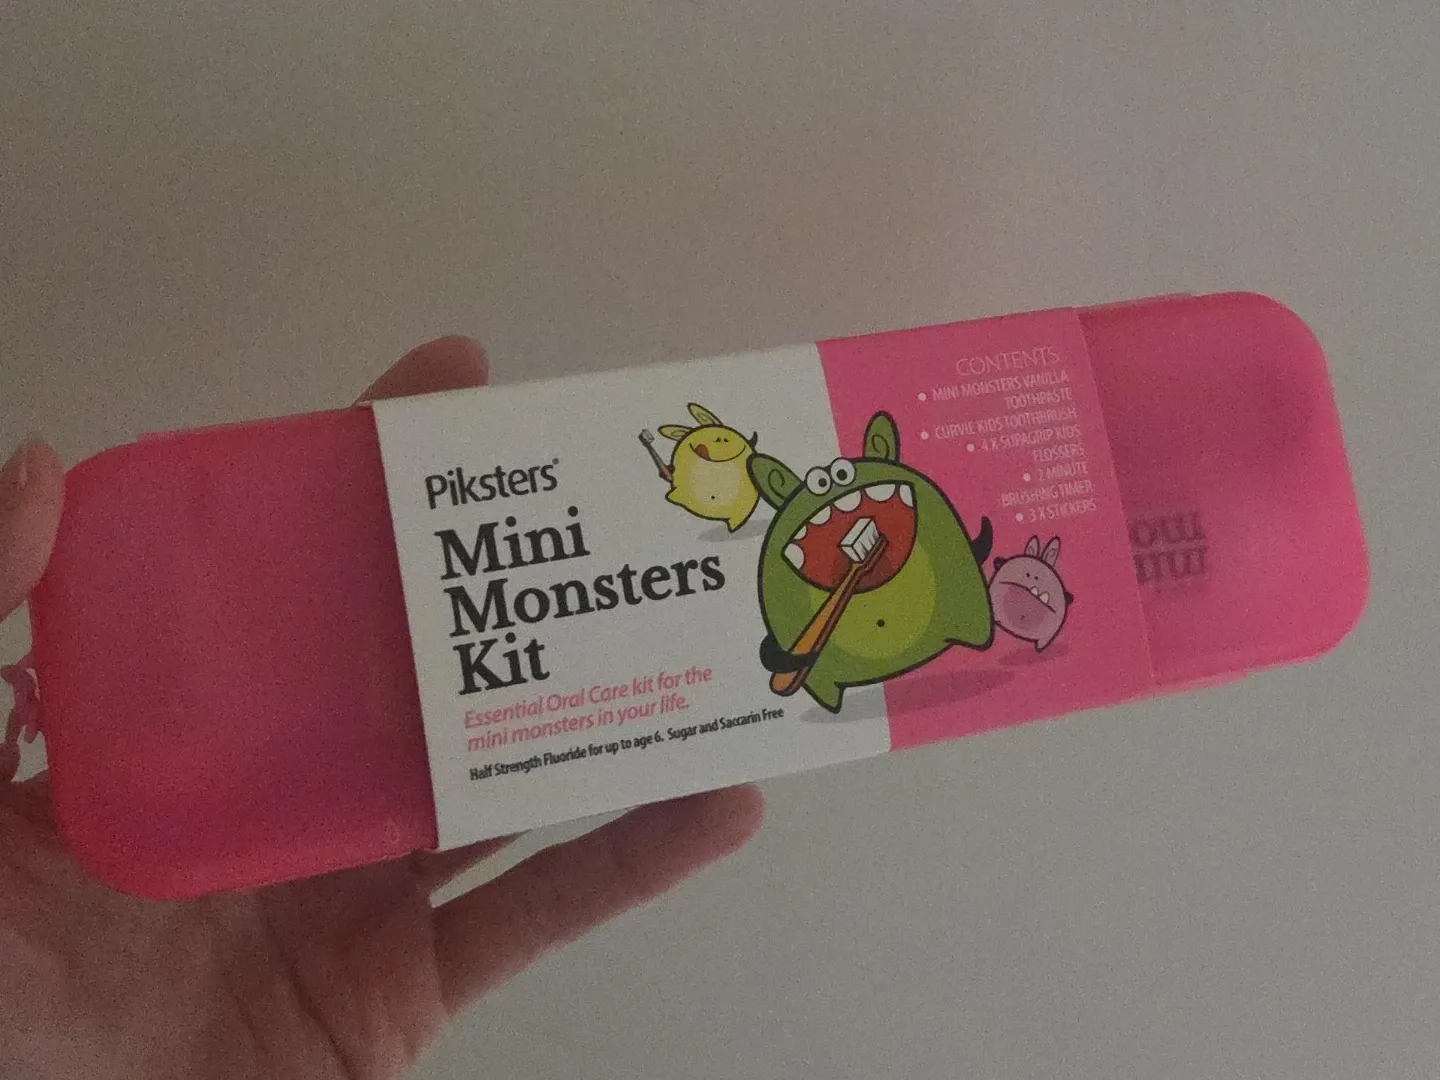 Piksters®
Mini
Monsters
Kit
Essential Oral Care kit for the
mini monsters in your life.
Half Strength Fluoride for up to age 6. Sugar and Saccarin Free
CONTENTS
• MINI MONSTERS VANILLA
TOOTHPASTE
• CURVIE KIDS TOOTHBRUSH
• 4 X SUPAGRIP KIDS
FLOSSERS
• 2 MINUTE
BRUSHING TIMER
• 3 X STICKERS